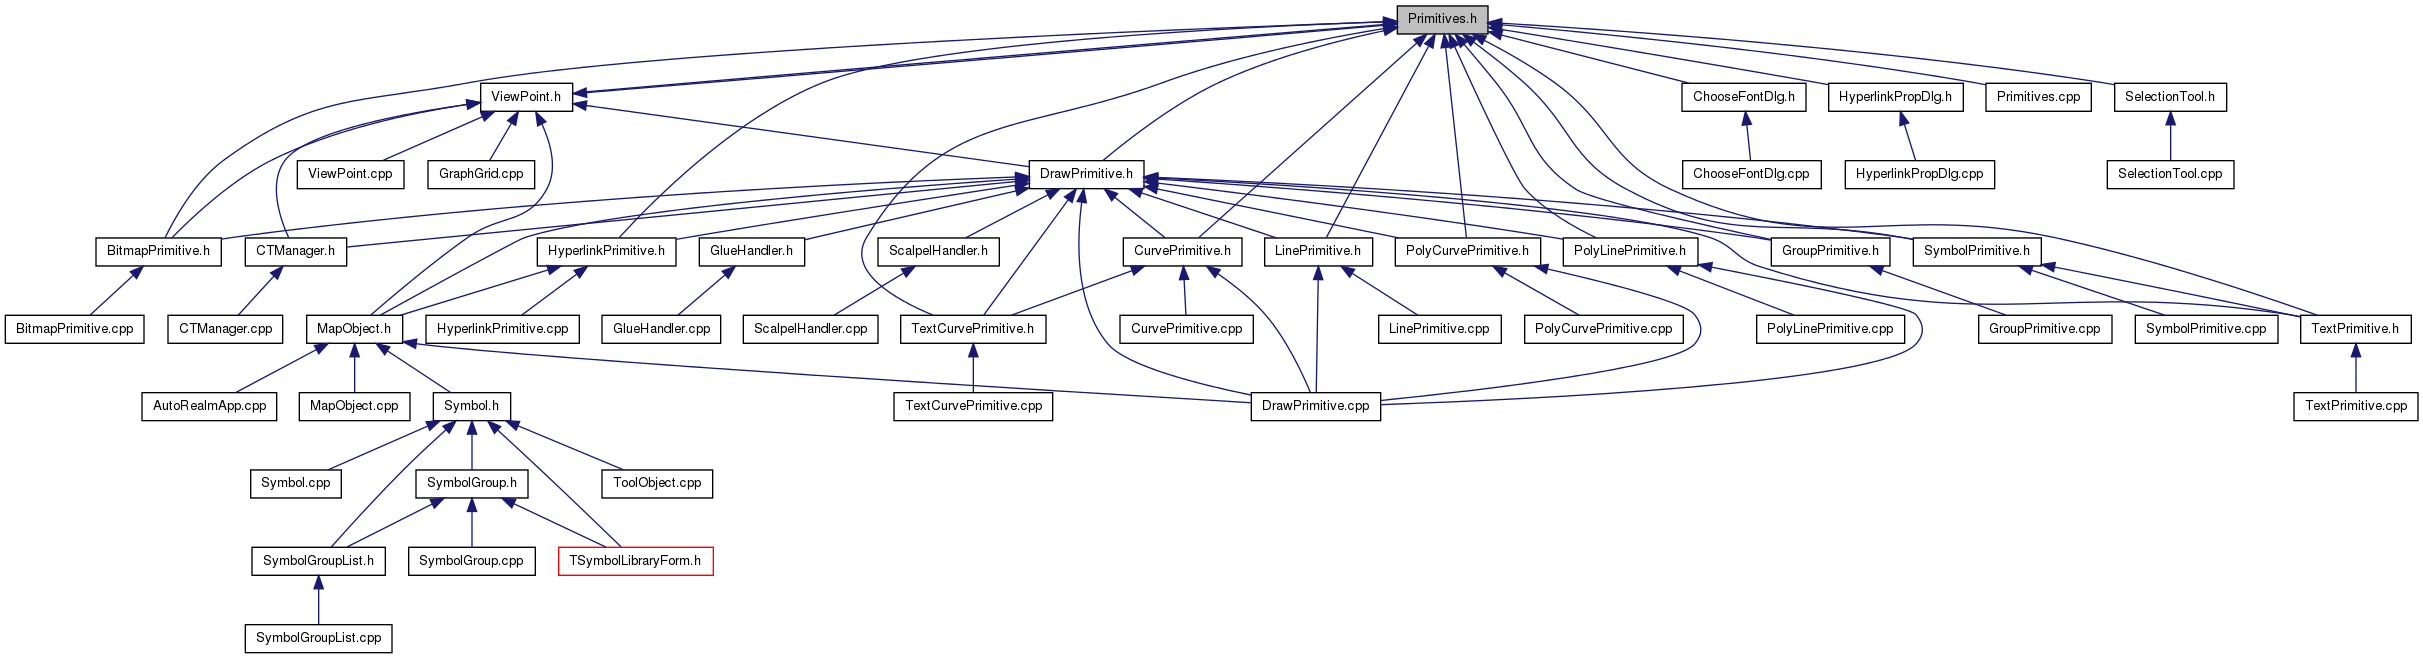 Primitives.h
ViewPoint.h
ChooseFontDlg.h
HyperlinkPropDlg.h
Primitives.cpp
SelectionTool.h
ViewPoint.cpp
GraphGrid.cpp
DrawPrimitive.h
ChooseFontDlg.cpp
HyperlinkPropDlg.cpp
SelectionTool.cpp
BitmapPrimitive.h
CTManager.h
HyperlinkPrimitive.h
GlueHandler.h
ScalpelHandler.h
CurvePrimitive.h
LinePrimitive.h
PolyCurvePrimitive.h
PolyLinePrimitive.h
GroupPrimitive.h
SymbolPrimitive.h
BitmapPrimitive.cpp
CTManager.cpp
MapObject.h
HyperlinkPrimitive.cpp
GlueHandler.cpp
ScalpelHandler.cpp
TextCurvePrimitive.h
CurvePrimitive.cpp
LinePrimitive.cpp
PolyCurvePrimitive.cpp
PolyLinePrimitive.cpp
GroupPrimitive.cpp
SymbolPrimitive.cpp
TextPrimitive.h
AutoRealmApp.cpp
MapObject.cpp
Symbol.h
TextCurvePrimitive.cpp
DrawPrimitive.cpp
TextPrimitive.cpp
Symbol.cpp
SymbolGroup.h
ToolObject.cpp
SymbolGroupList.h
SymbolGroup.cpp
TSymbolLibraryForm.h
SymbolGroupList.cpp